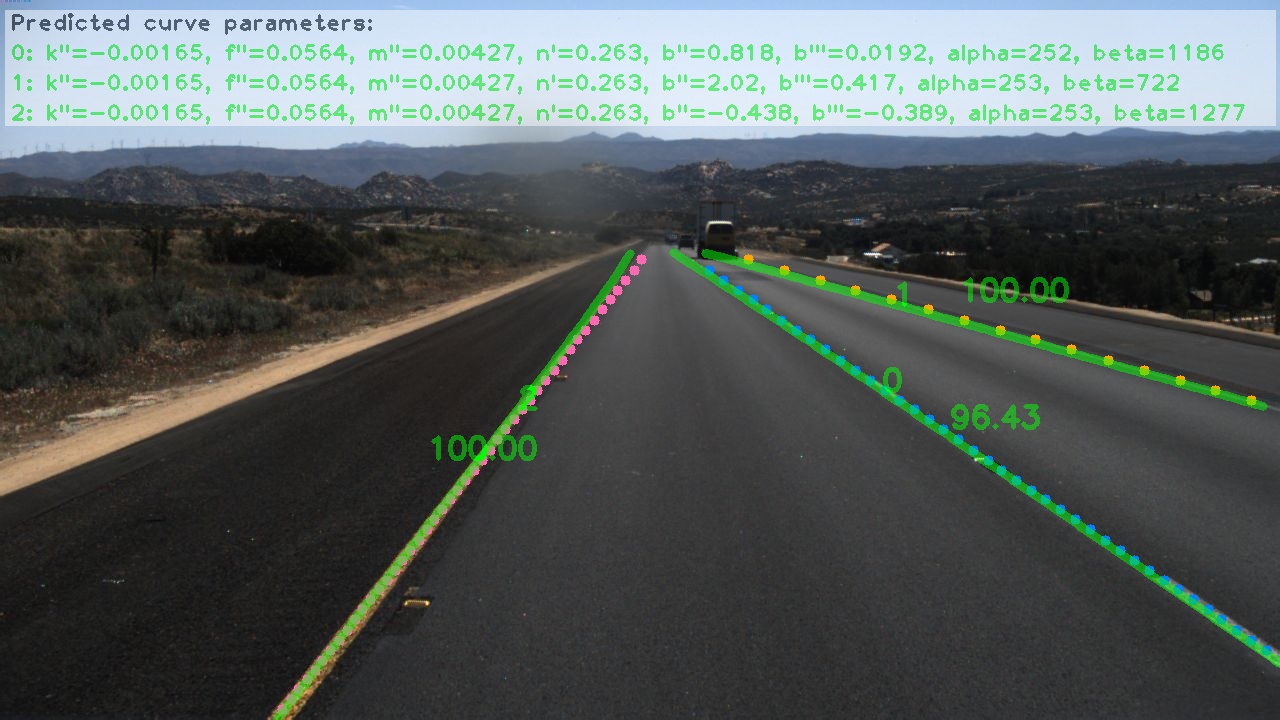 Predicted curve parameters:
0: k''=−0.00165, f''=0.0564, m''=0.00427, n'=0.263, b''=0.818, b'''=0.0192, alpha=252, beta=1186
1: k''=−0.00165, f''=0.0564, m''=0.00427, n'=0.263, b''=2.02, b'''=0.417, alpha=253, beta=722
2: k''=−0.00165, f''=0.0564, m''=0.00427, n'=0.263, b''=−0.438, b'''=−0.389, alpha=253, beta=1277
1 100.00
0
96.43
2
100.00